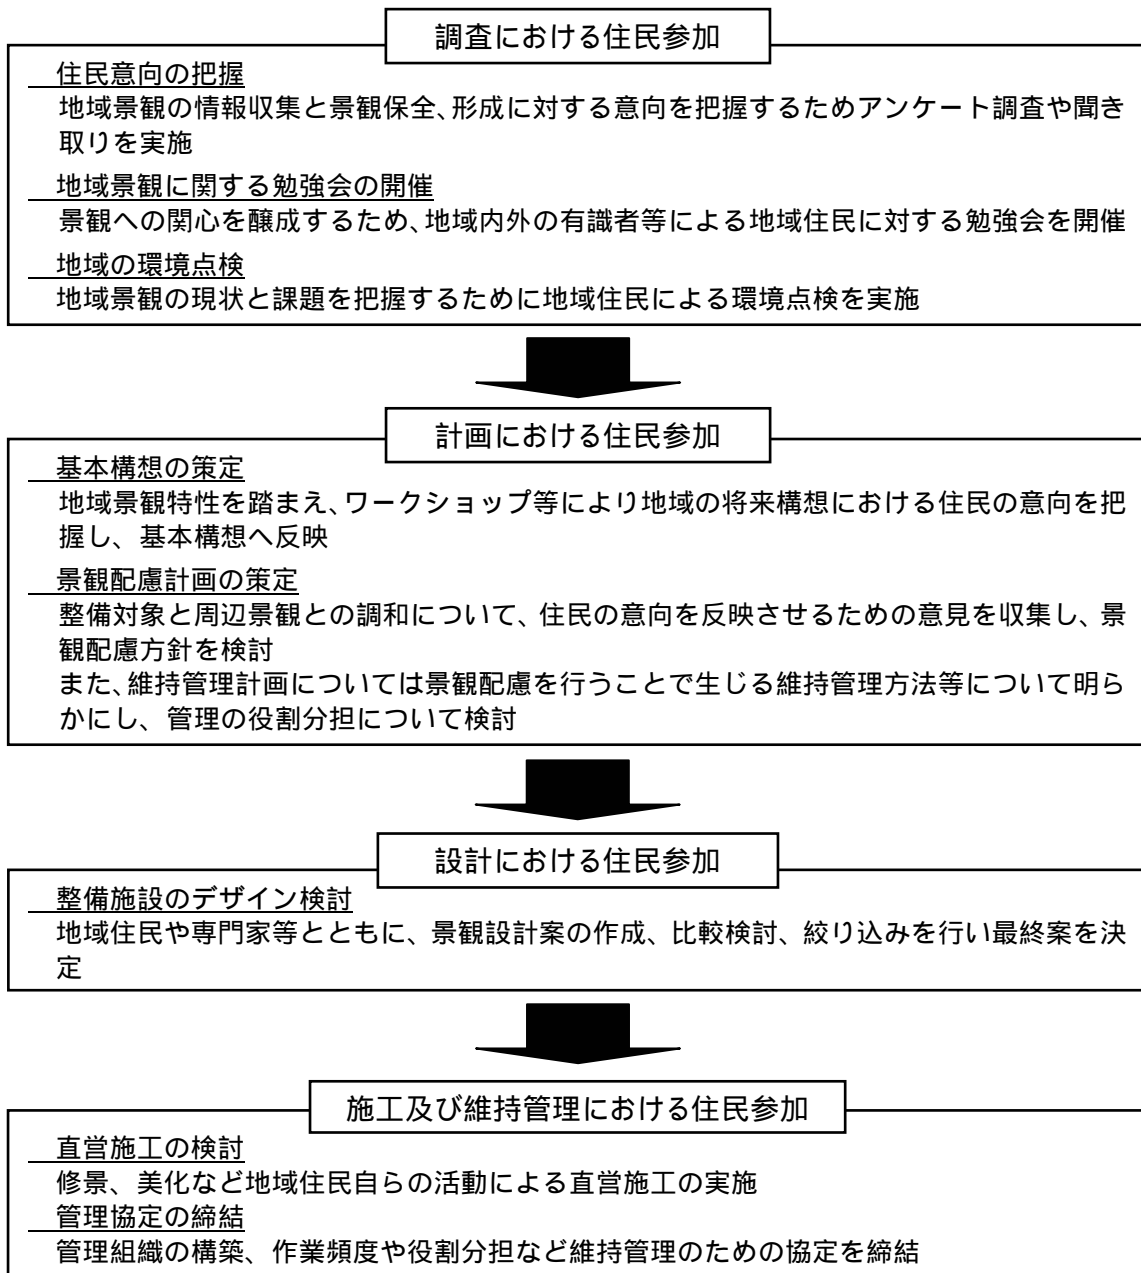 調査における住民参加
住民意向の把握
地域景観の情報収集と景観保全、形成に対する意向を把握するためアンケート調査や聞き
取りを実施
地域景観に関する勉強会の開催
景観への関心を醸成するため、地域内外の有識者等による地域住民に対する勉強会を開催
地域の環境点検
地域景観の現状と課題を把握するために地域住民による環境点検を実施
計画における住民参加
基本構想の策定
地域景観特性を踏まえ、ワークショップ等により地域の将来構想における住民の意向を把
握し、基本構想へ反映
景観配慮計画の策定
整備対象と周辺景観との調和について、住民の意向を反映させるための意見を収集し、景
観配慮方針を検討
また、維持管理計画については景観配慮を行うことで生じる維持管理方法等について明ら
かにし、管理の役割分担について検討
設計における住民参加
整備施設のデザイン検討
地域住民や専門家等とともに、景観設計案の作成、比較検討、絞り込みを行い最終案を決
定
施工及び維持管理における住民参加
直営施工の検討
修景、美化など地域住民自らの活動による直営施工の実施
管理協定の締結
管理組織の構築、作業頻度や役割分担など維持管理のための協定を締結